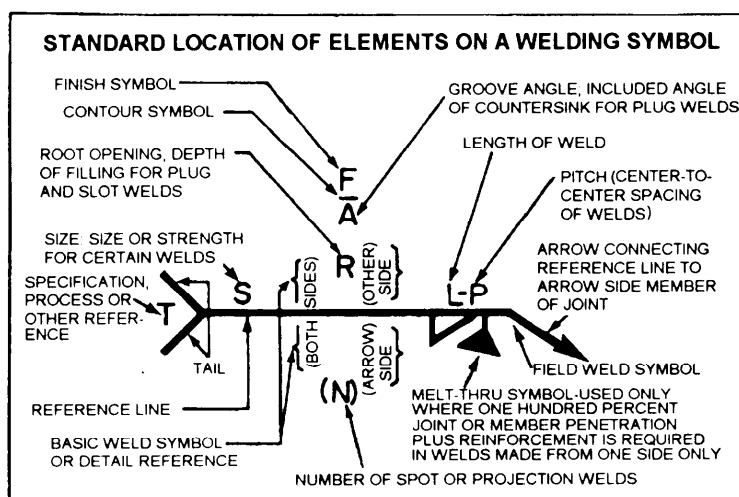 STANDARD LOCATION OF ELEMENTS ON A WELDING SYMBOL
FINISH SYMBOL
CONTOUR SYMBOL
ROOT OPENING, DEPTH
OF FILLING FOR PLUG
AND SLOT WELDS
SIZE: SIZE OR STRENGTH
FOR CERTAIN WELDS
SPECIFICATION,
PROCESS OR
OTHER REFER-
ENCE
T
S
TAIL
REFERENCE LINE
BASIC WELD SYMBOL
OR DETAIL REFERENCE
F
A
R
(BOTH SIDES)
(OTHER)
SIDE
(ARROW)
SIDE
(N)
NUMBER OF SPOT OR PROJECTION WELDS
GROOVE ANGLE; INCLUDED ANGLE
OF COUNTERSINK FOR PLUG WELDS
LENGTH OF WELD
PITCH (CENTER-TO-
CENTER SPACING
OF WELDS)
L-P
ARROW CONNECTING
REFERENCE LINE TO
ARROW SIDE MEMBER
OF JOINT
FIELD WELD SYMBOL
MELT-THRU SYMBOL-USED ONLY
WHERE ONE HUNDRED PERCENT
JOINT OR MEMBER PENETRATION
PLUS REINFORCEMENT IS REQUIRED
IN WELDS MADE FROM ONE SIDE ONLY